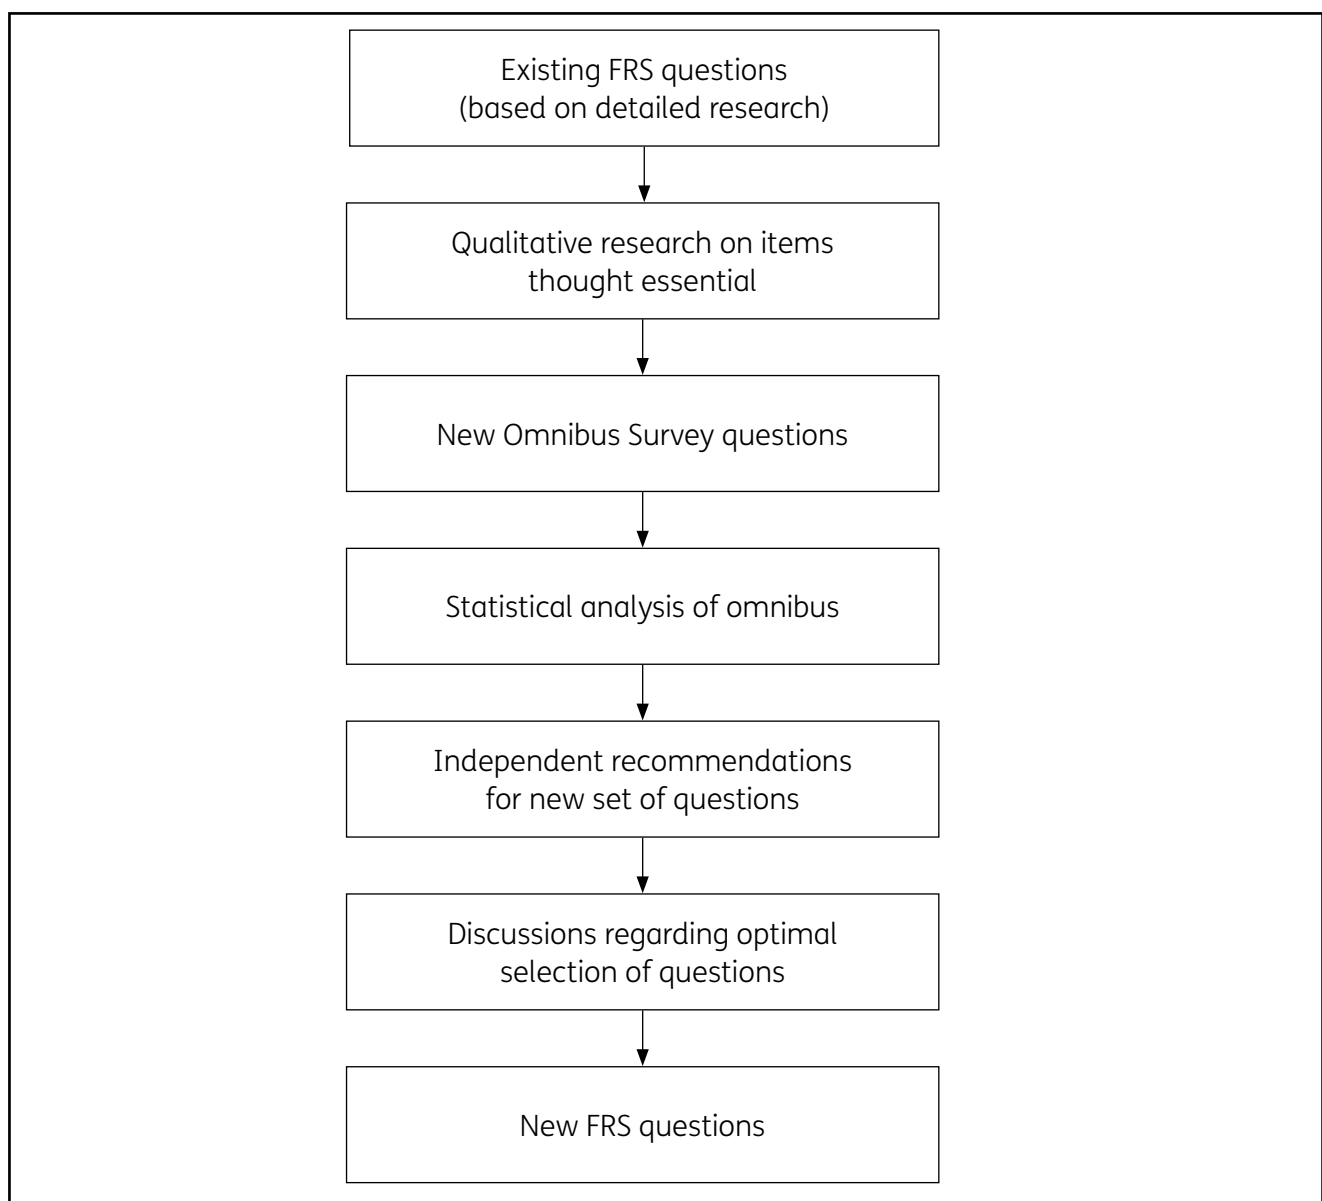 Existing FRS questions
(based on detailed research)
Qualitative research on items
thought essential
New Omnibus Survey questions
Statistical analysis of omnibus
Independent recommendations
for new set of questions
Discussions regarding optimal
selection of questions
New FRS questions